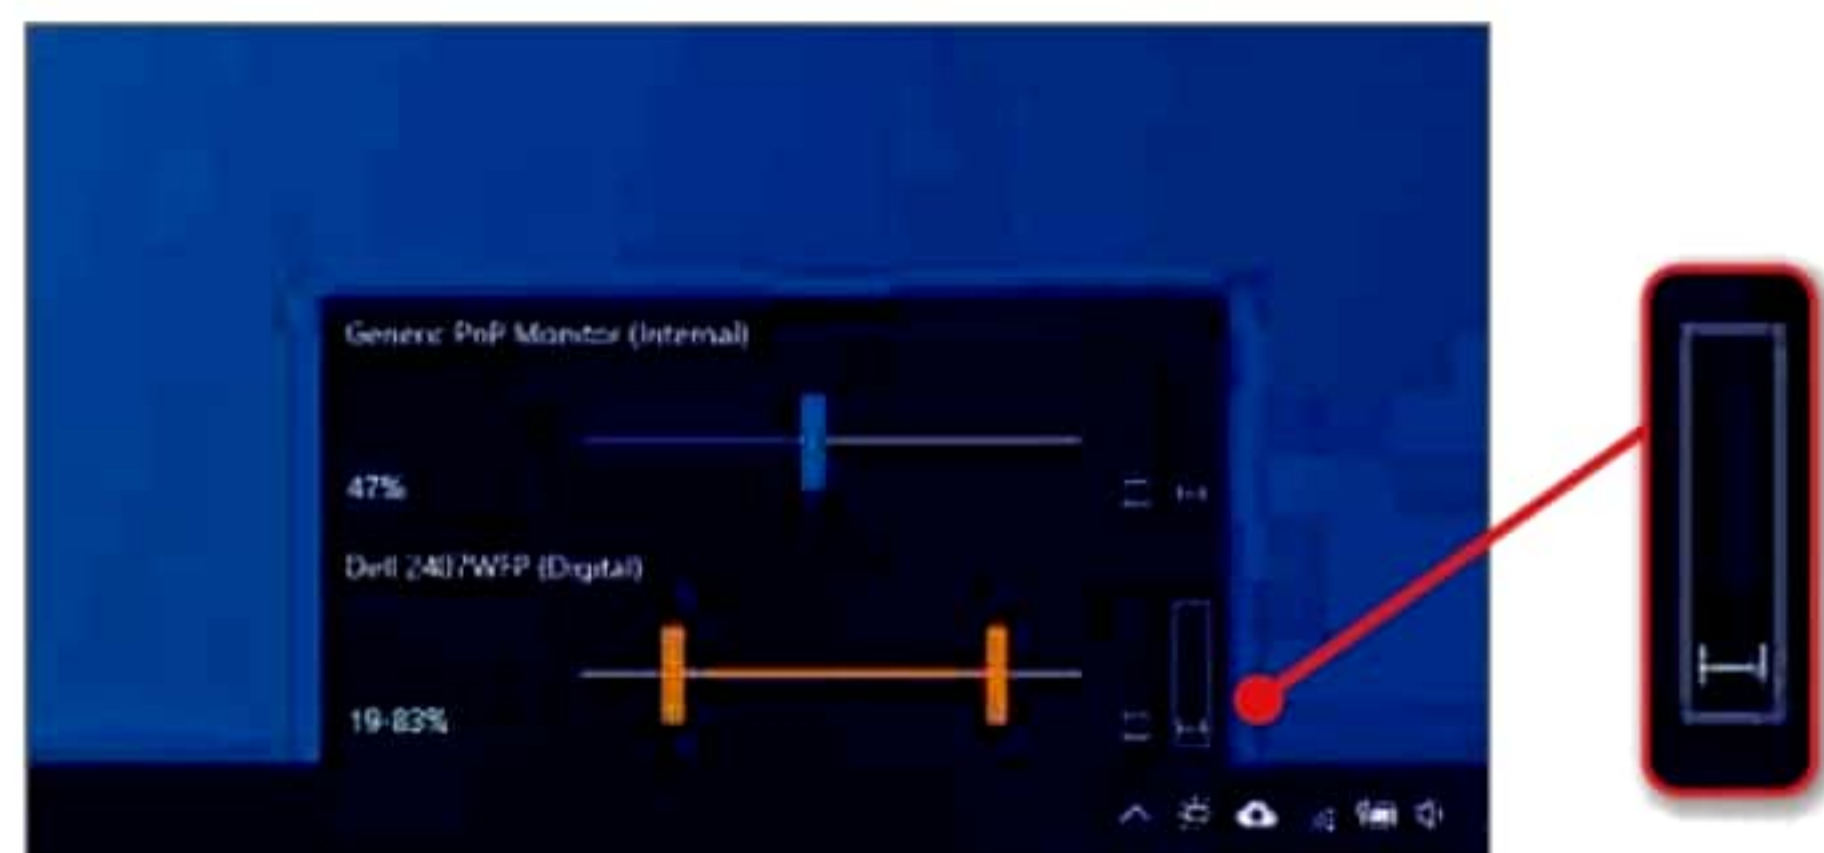 Generic PnP Monitor (Internal)
47%
Dell 2407WFP (Digital)
19-83%